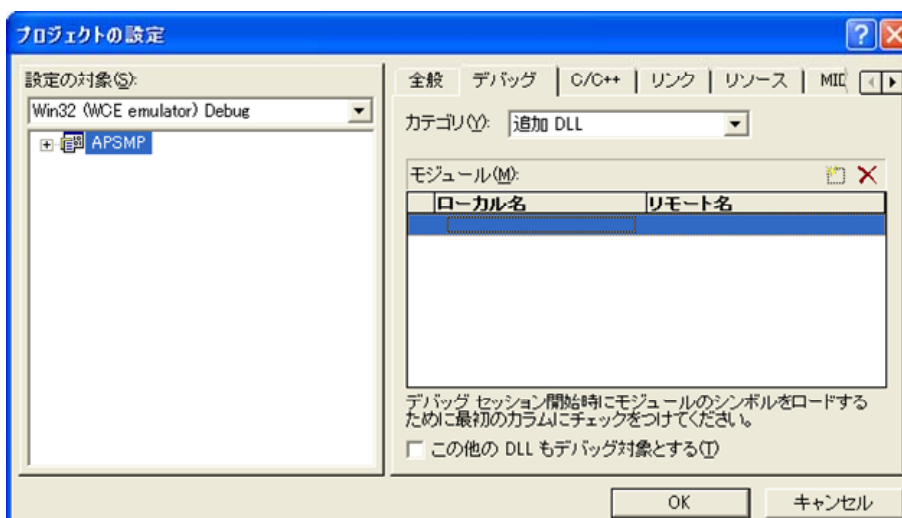 プロジェクトの設定
設定の対象(S):
Win32 (WCE emulator) Debug
APSMP
全般 デバッグ C/C++ リンク リソース
カテゴリ(Y): 追加 DLL
モジュール(M):
ローカル名 リモート名
デバッグ セッション開始時にモジュールのシンボルをロードする
ために最初のカラムにチェックをつけてください。
この他の DLL もデバッグ対象とする(T)
OK キャンセル